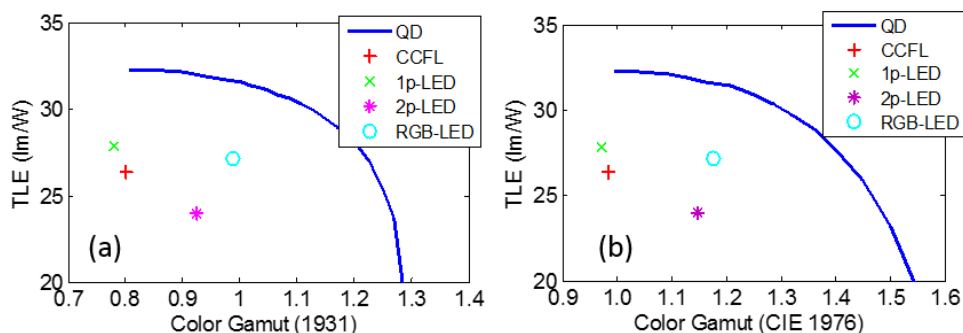 35
30
25
20
TLE (lm/W)
0.7 0.8 0.9 1 1.1 1.2 1.3 1.4
Color Gamut (1931)
(a)
QD
CCFL
1p-LED
2p-LED
RGB-LED
35
30
25
20
TLE (lm/W)
0.9 1.0 1.1 1.2 1.3 1.4 1.5 1.6
Color Gamut (CIE 1976)
(b)
QD
CCFL
1p-LED
2p-LED
RGB-LED